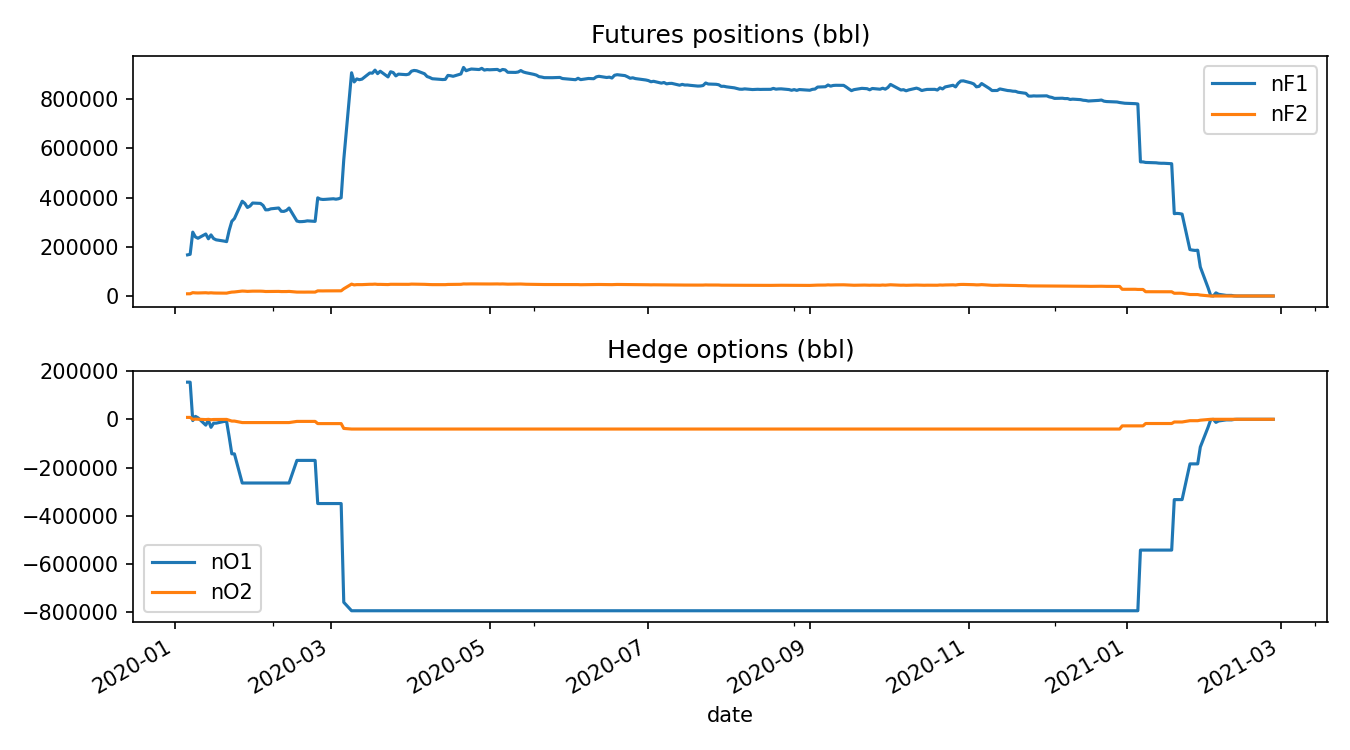 Futures positions (bbl)
800000
600000
400000
200000
0
nF1
nF2
Hedge options (bbl)
200000
0
−200000
−400000
−600000
−800000
nO1
nO2
2020-01
2020-03
2020-05
2020-07
2020-09
2020-11
2021-01
2021-03
date